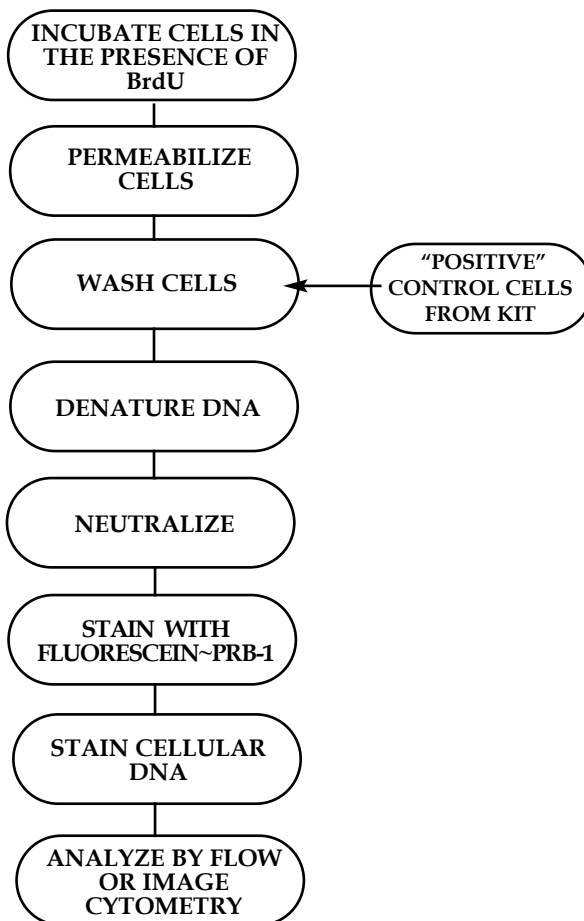 INCUBATE CELLS IN
THE PRESENCE OF
BrdU
PERMEABILIZE
CELLS
WASH CELLS
“POSITIVE”
CONTROL CELLS
FROM KIT
DENATURE DNA
NEUTRALIZE
STAIN WITH
FLUORESCEIN~PRB-1
STAIN CELLULAR
DNA
ANALYZE BY FLOW
OR IMAGE
CYTOMETRY